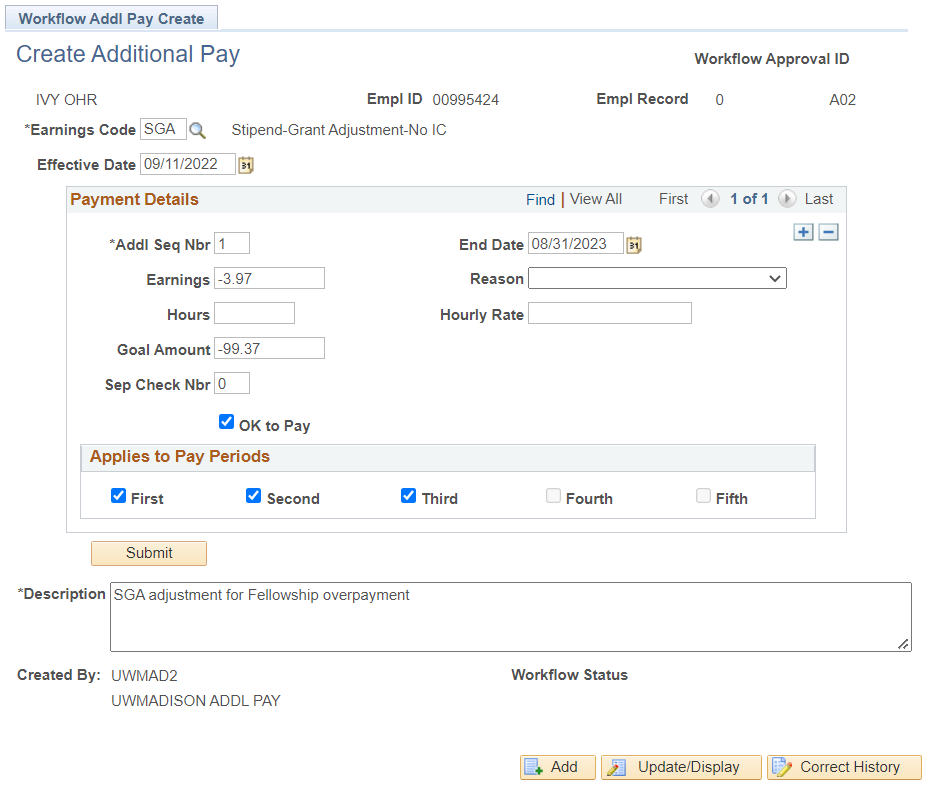 Workflow Addl Pay Create
Create Additional Pay
Workflow Approval ID
IVY OHR Empl ID 00995424 Empl Record 0 A02
*Earnings Code SGA Stipend-Grant Adjustment-No IC
Effective Date 09/11/2022 31
Payment Details Find | View All First 1 of 1 Last
*Addl Seq Nbr 1 End Date 08/31/2023 31
Earnings -3.97 Reason
Hours Hourly Rate
Goal Amount -99.37
Sep Check Nbr 0
OK to Pay
Applies to Pay Periods
First Second Third Fourth Fifth
Submit
*Description SGA adjustment for Fellowship overpayment
Created By: UWMAD2 Workflow Status
UWMADISON ADDL PAY
Add Update/Display Correct History